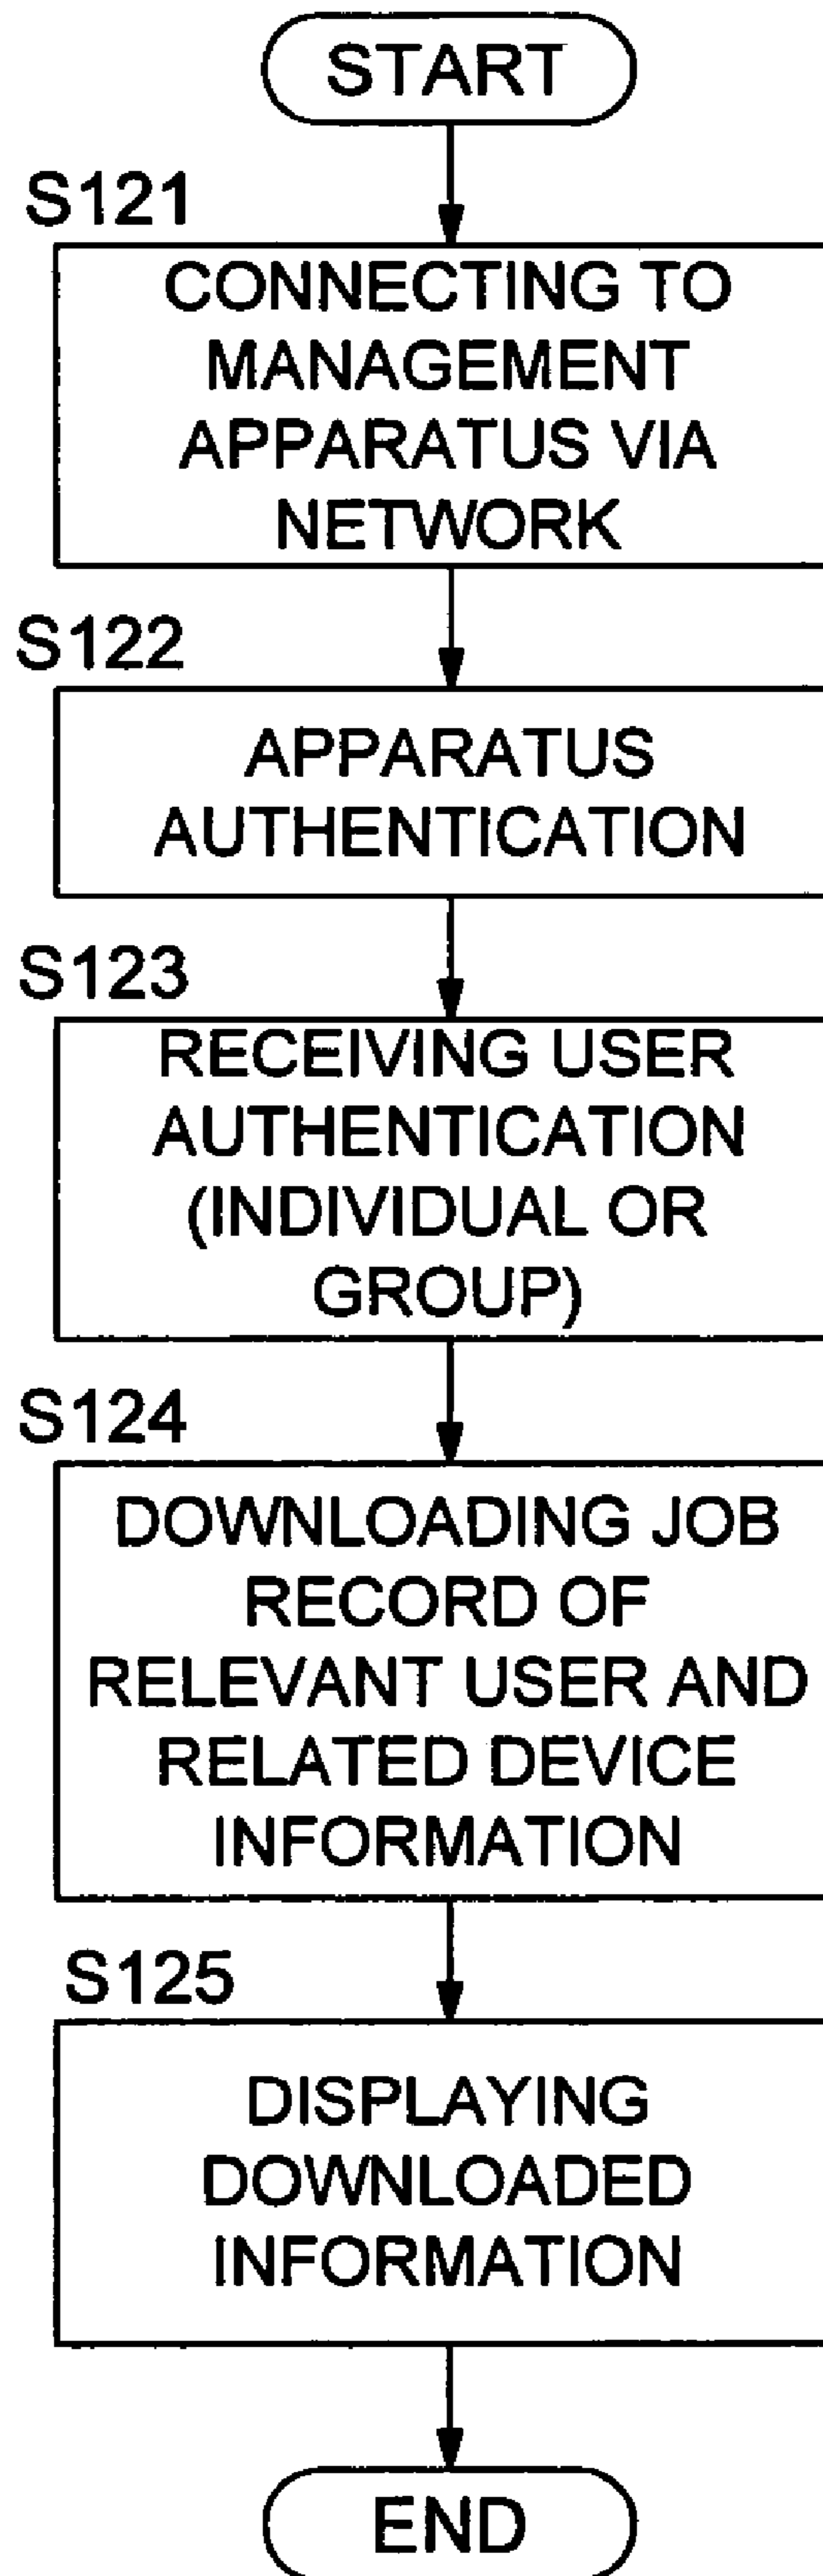 START
S121
CONNECTING TO
MANAGEMENT
APPARATUS VIA
NETWORK
S122
APPARATUS
AUTHENTICATION
S123
RECEIVING USER
AUTHENTICATION
(INDIVIDUAL OR
GROUP)
S124
DOWNLOADING JOB
RECORD OF
RELEVANT USER AND
RELATED DEVICE
INFORMATION
S125
DISPLAYING
DOWNLOADED
INFORMATION
END